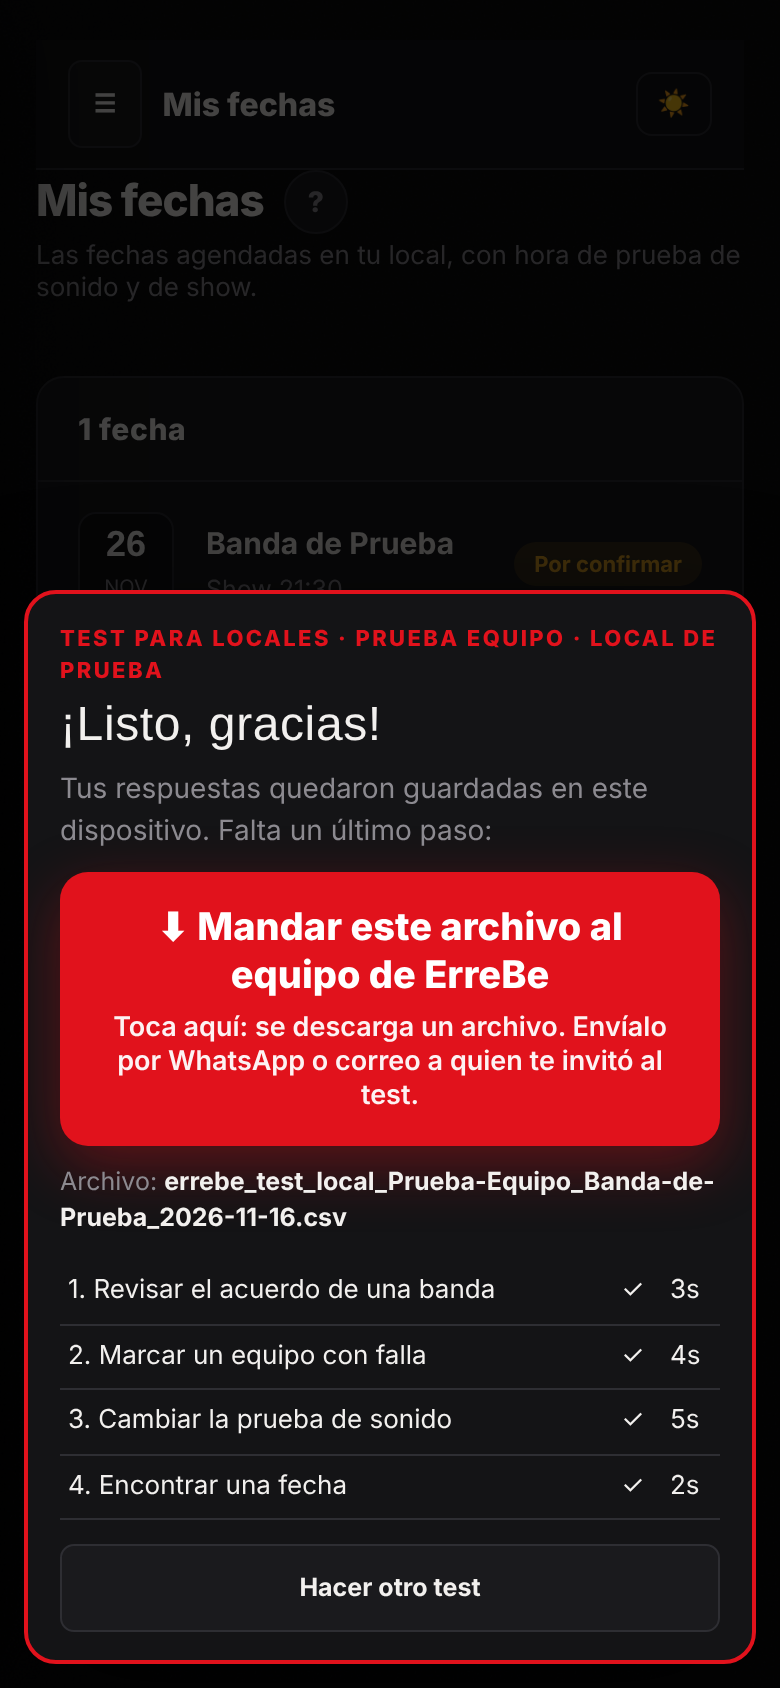 ☰ Mis fechas ☀️
Mis fechas ?
Las fechas agendadas en tu local, con hora de prueba de
sonido y de show.
1 fecha
26
NOV
Banda de Prueba
Show 21:30
Por confirmar
TEST PARA LOCALES · PRUEBA EQUIPO · LOCAL DE
PRUEBA
¡Listo, gracias!
Tus respuestas quedaron guardadas en este
dispositivo. Falta un último paso:
⬇ Mandar este archivo al
equipo de ErreBe
Toca aquí: se descarga un archivo. Envíalo
por WhatsApp o correo a quien te invitó al
test.
Archivo: errebe_test_local_Prueba-Equipo_Banda-de-
Prueba_2026-11-16.csv
1. Revisar el acuerdo de una banda ✓ 3s
2. Marcar un equipo con falla ✓ 4s
3. Cambiar la prueba de sonido ✓ 5s
4. Encontrar una fecha ✓ 2s
Hacer otro test